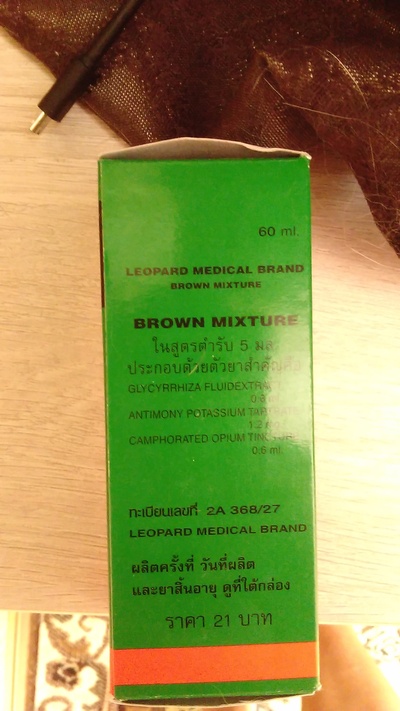 60 ml.
LEOPARD MEDICAL BRAND
BROWN MIXTURE
BROWN MIXTURE
ในสูตรตำรับ 5 มล.
ประกอบด้วยตัวยาสำคัญคือ
GLYCYRRHIZA FLUIDEXTRACT
ANTIMONY POTASSIUM TARTRATE
CAMPHORATED OPIUM TINCTURE
0.6 ml.
ทะเบียนเลขที่ 2A 368/27
LEOPARD MEDICAL BRAND
ผลิตครั้งที่ วันที่ผลิต
และยาสิ้นอายุ ดูที่ใต้กล่อง
ราคา 21 บาท